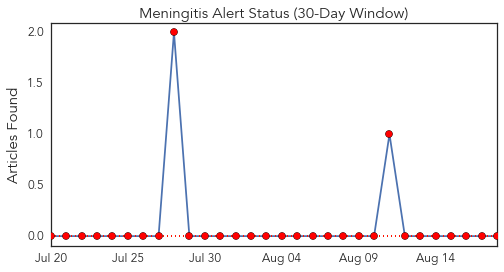 Meningitis Alert Status (30-Day Window)
Articles Found
2.0
1.5
1.0
0.5
0.0
Jul 20 Jul 25 Jul 30 Aug 04 Aug 09 Aug 14